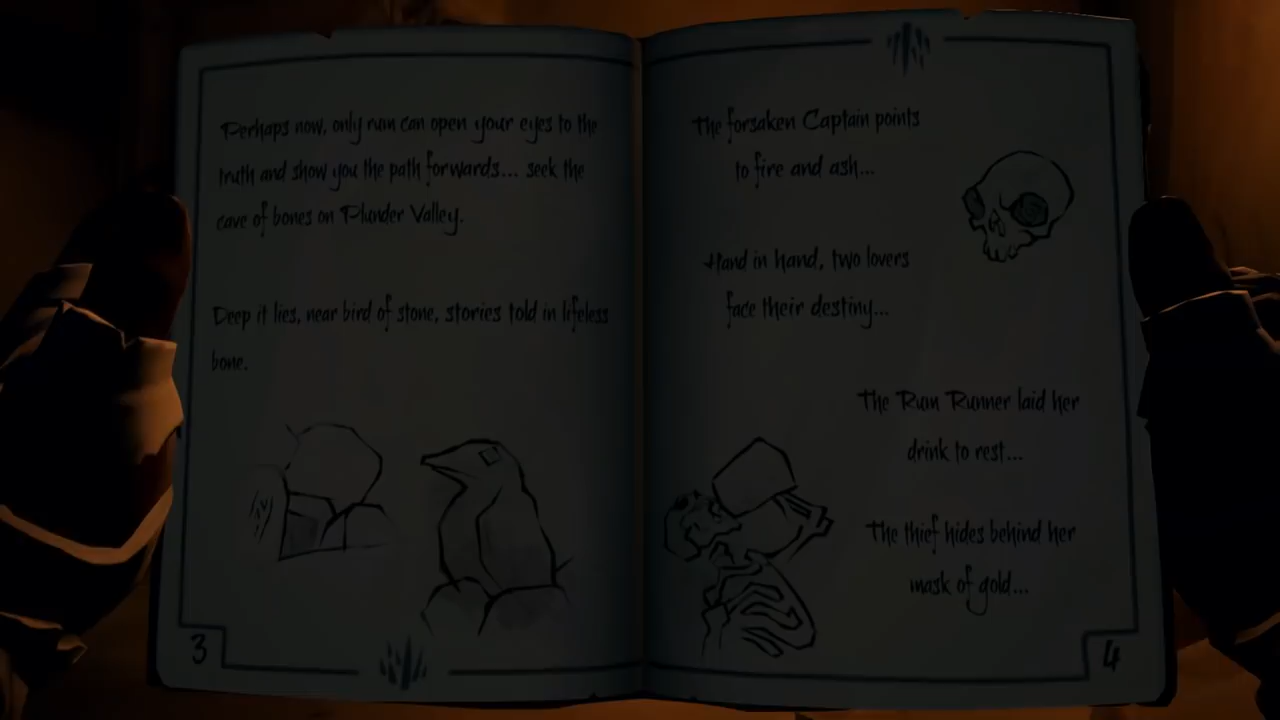 Perhaps now, only rum can open your eyes to the
truth and show you the path forwards... seek the
cave of bones on Plunder Valley.
Deep it lies, near bird of stone, stories told in lifeless
bone.
3
The forsaken Captain points
to fire and ash...
Hand in hand, two lovers
face their destiny...
The Rum Runner laid her
drink to rest...
The thief hides behind her
mask of gold...
4